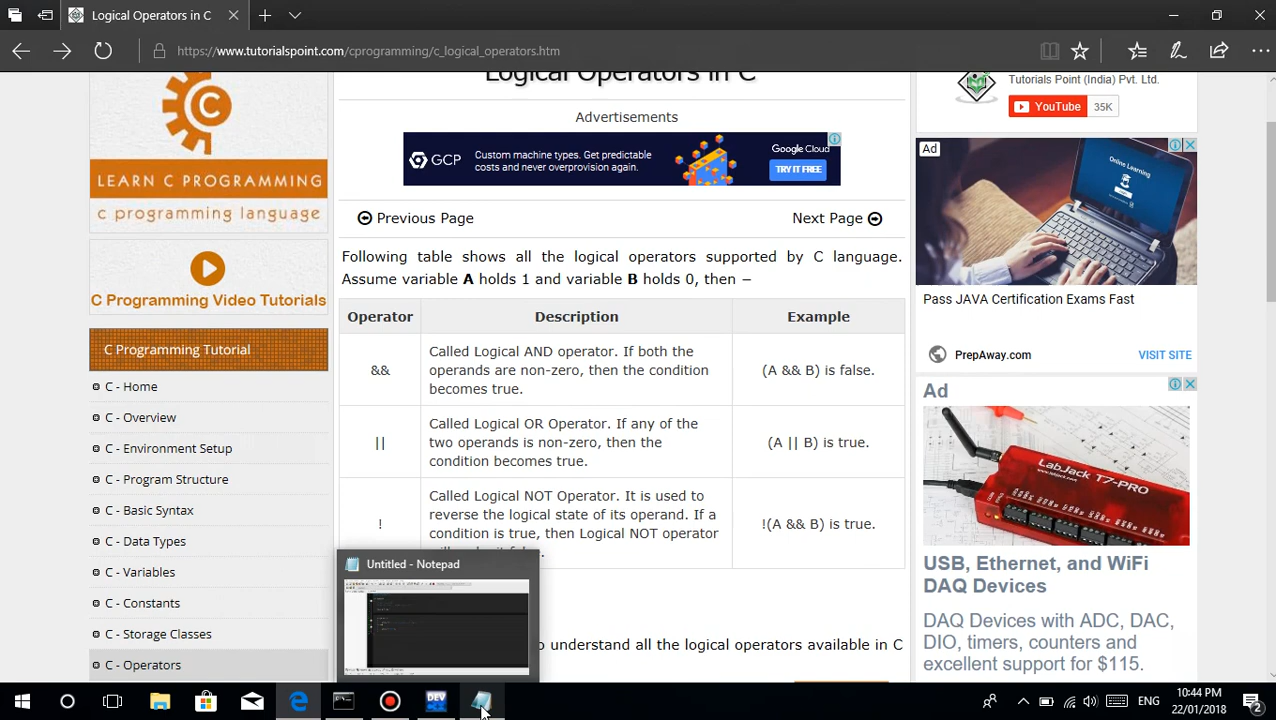 Logical Operators in C
https://www.tutorialspoint.com/cprogramming/c_logical_operators.htm
Logical Operators in C
Advertisements
GCP
Custom machine types. Get predictable
costs and never overprovision again.
Google Cloud
TRY IT FREE
Previous Page
Next Page
Following table shows all the logical operators supported by C language.
Assume variable A holds 1 and variable B holds 0, then −
Operator Description Example
&&
Called Logical AND operator. If both the
operands are non-zero, then the condition
becomes true.
(A && B) is false.
||
Called Logical OR Operator. If any of the
two operands is non-zero, then the
condition becomes true.
(A || B) is true.
!
Called Logical NOT Operator. It is used to
reverse the logical state of its operand. If a
condition is true, then Logical NOT operator
!(A && B) is true.
understand all the logical operators available in C
C
LEARN C PROGRAMMING
c programming language
C Programming Video Tutorials
C Programming Tutorial
C - Home
C - Overview
C - Environment Setup
C - Program Structure
C - Basic Syntax
C - Data Types
C - Variables
C - Constants
C - Storage Classes
C - Operators
Tutorials Point (India) Pvt. Ltd.
YouTube 35K
Ad
Online Learning
Pass JAVA Certification Exams Fast
PrepAway.com
VISIT SITE
Ad
LabJack T7-PRO
USB, Ethernet, and WiFi
DAQ Devices
DAQ Devices with ADC, DAC,
DIO, timers, counters and
excellent support for $115.
Untitled - Notepad
DEV
ENG
10:44 PM
22/01/2018
2